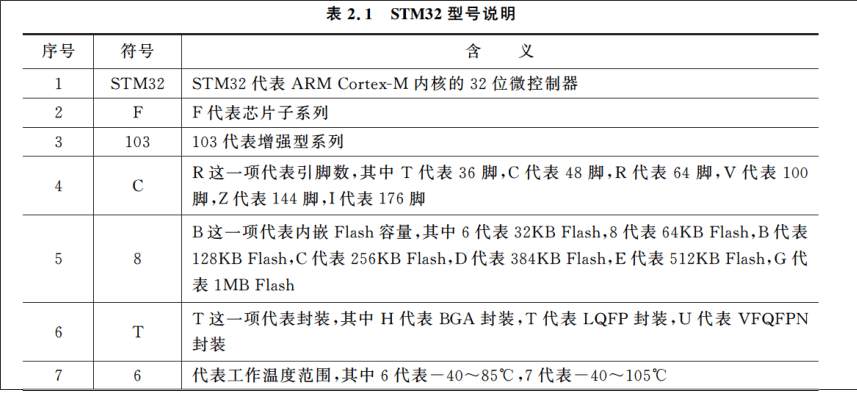 表 2.1 STM32 型号说明
序号 符号 含 义
1 STM32 STM32 代表 ARM Cortex-M 内核的 32 位微控制器
2 F F 代表芯片子系列
3 103 103 代表增强型系列
4 C R 这一项代表引脚数,其中 T 代表 36 脚,C 代表 48 脚,R 代表 64 脚,V 代表 100
脚,Z 代表 144 脚,I 代表 176 脚
5 8 B 这一项代表内嵌 Flash 容量,其中 6 代表 32KB Flash,8 代表 64KB Flash,B 代表
128KB Flash,C 代表 256KB Flash,D 代表 384KB Flash,E 代表 512KB Flash,G 代
表 1MB Flash
6 T T 这一项代表封装,其中 H 代表 BGA 封装,T 代表 LQFP 封装,U 代表 VFQFPN
封装
7 6 代表工作温度范围,其中 6 代表-40~85℃,7 代表-40~105℃